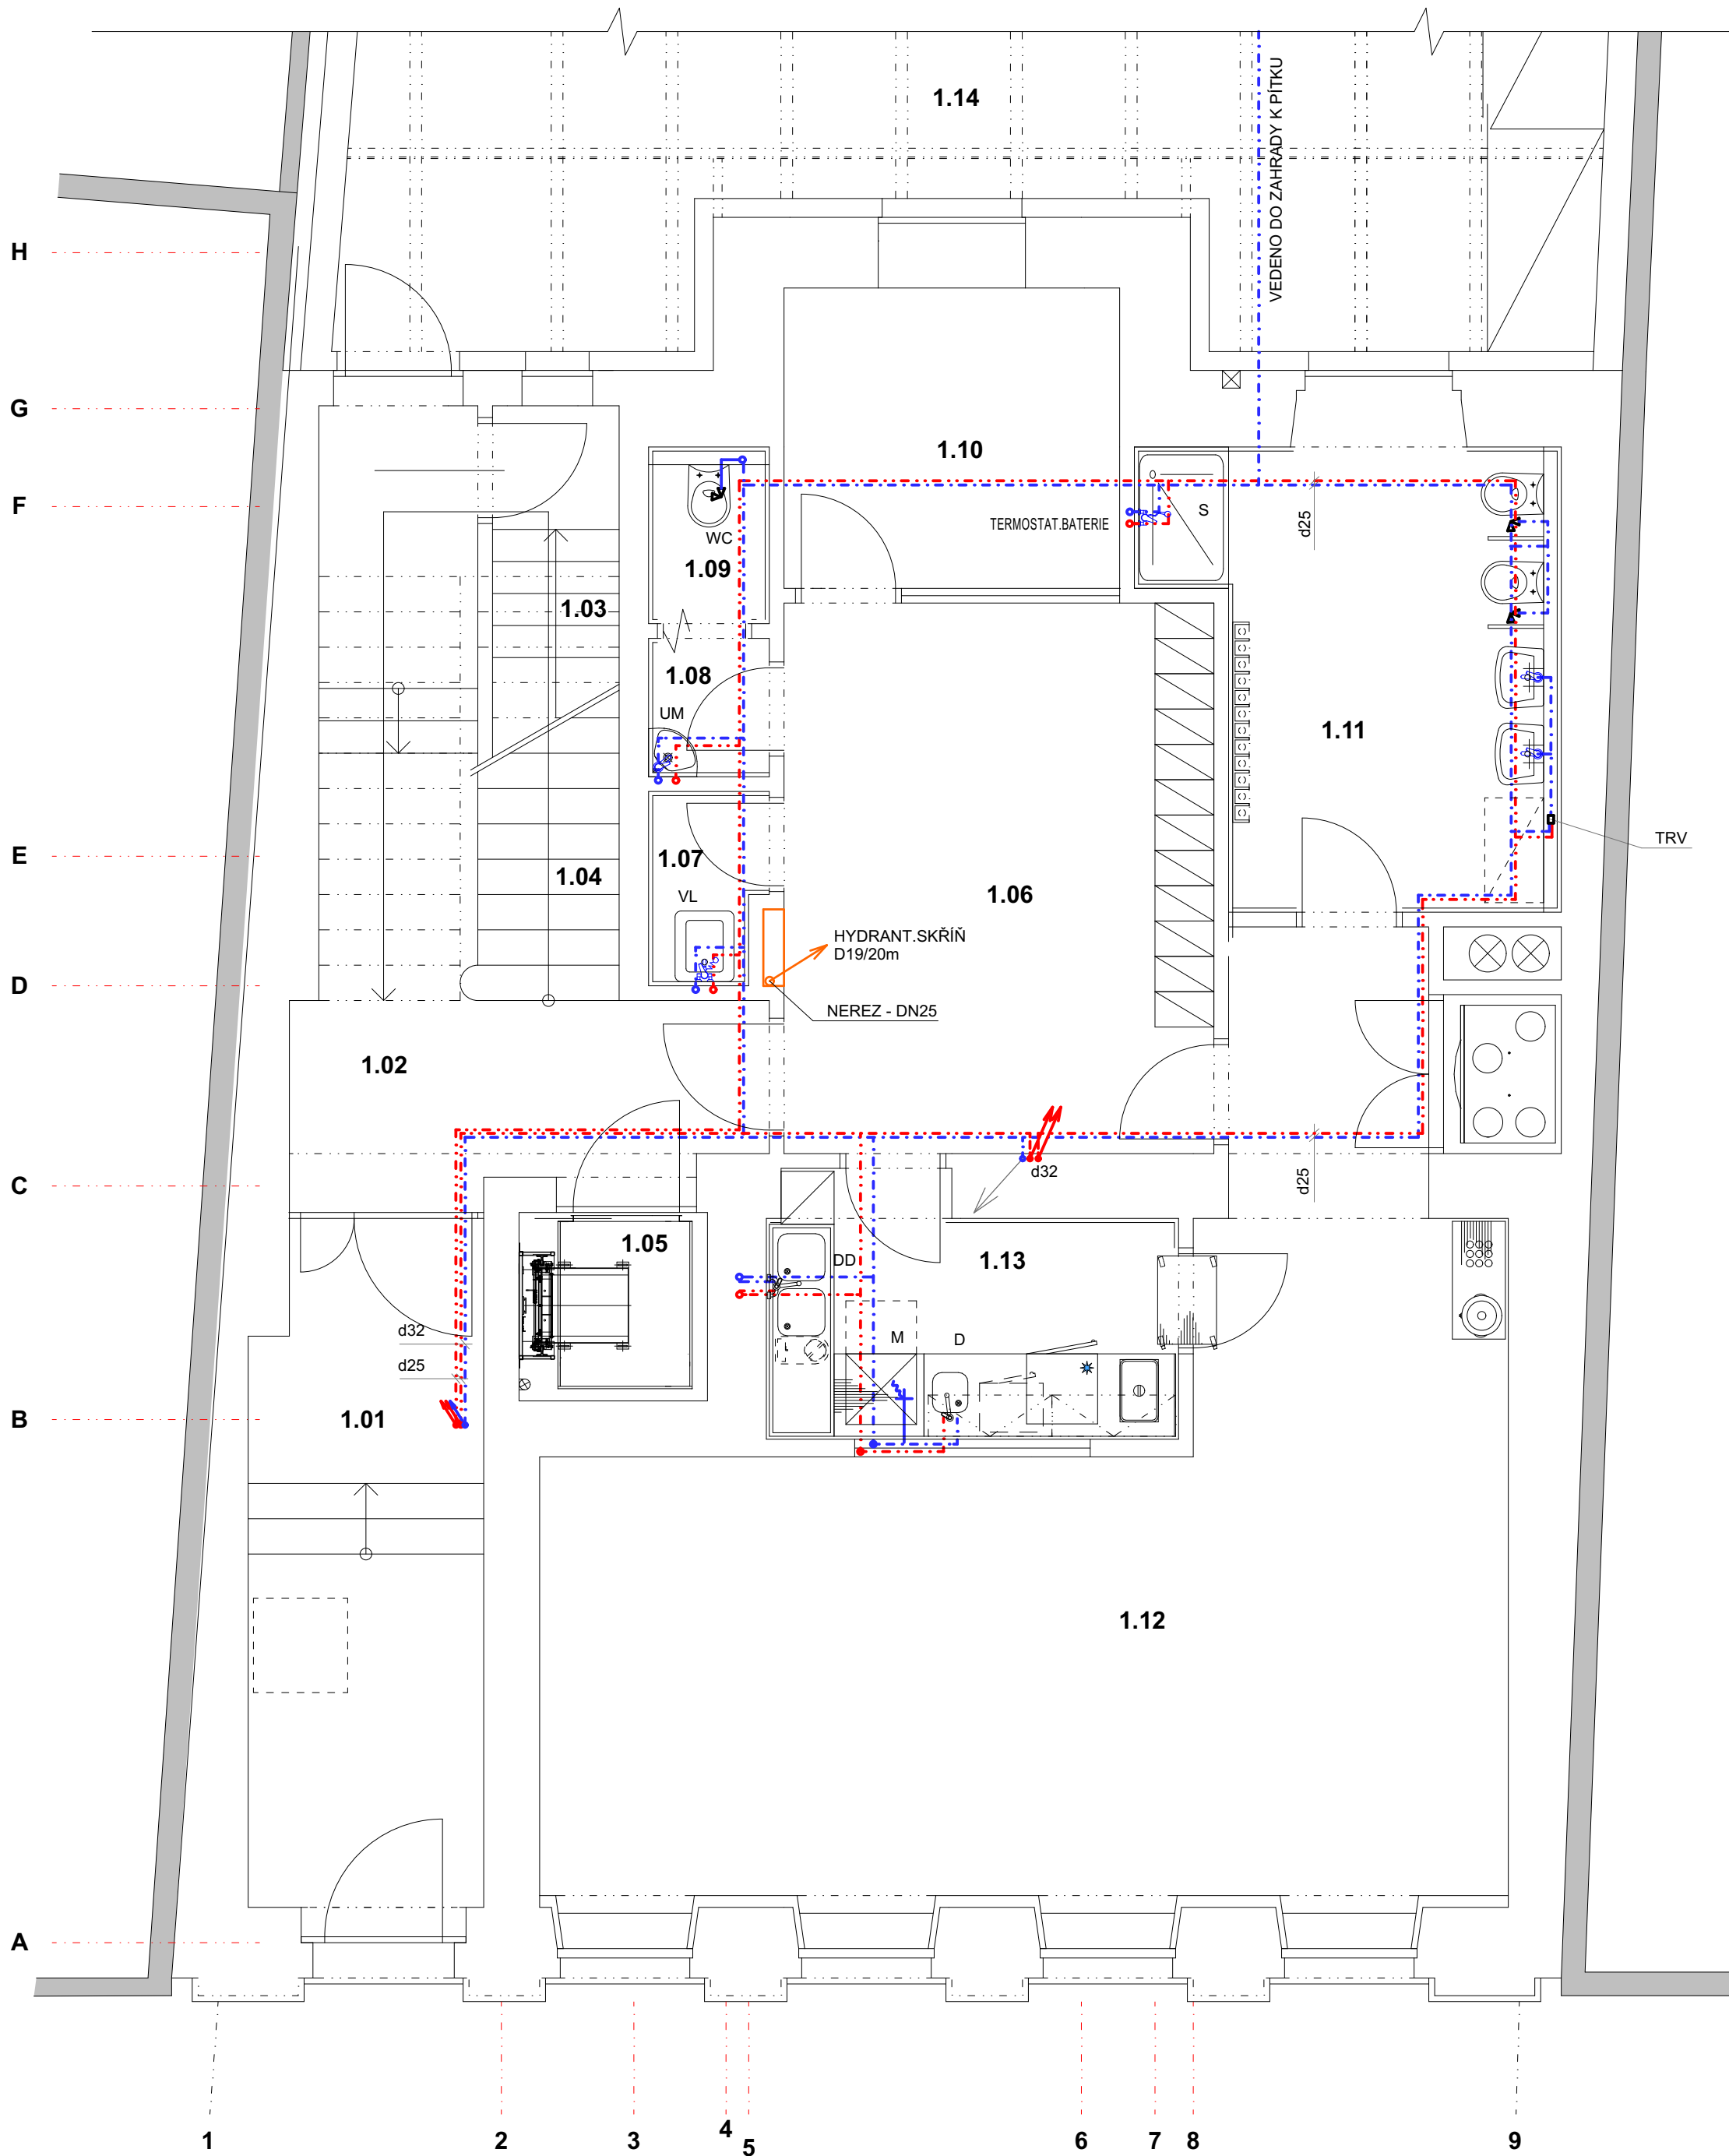 1.14
VEDENO DO ZAHRADY K PÍTKU
H
G
1.10
F
TERMOSTAT.BATERIE
S
d25
WC
1.09
1.03
1.08
UM
1.11
TRV
E
1.07
1.04
VL
1.06
HYDRANT.SKŘÍŇ
D19/20m
D
NEREZ - DN25
1.02
C
d32
d25
1.05
DD
1.13
d32
M
D
d25
B
1.01
1.12
A
1
2
3
4
5
6
7
8
9